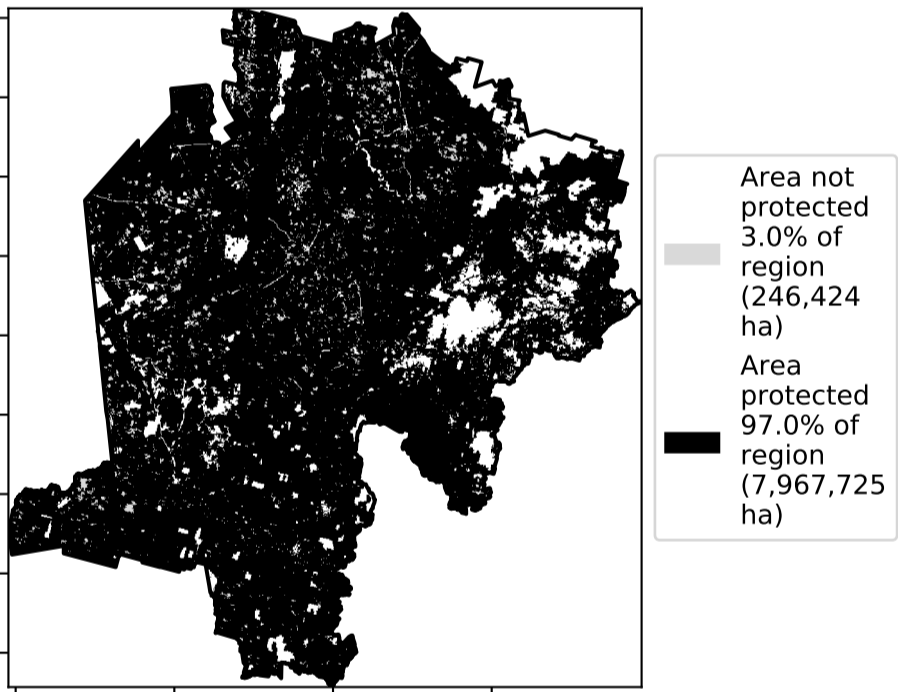 Area not
protected
3.0% of
region
(246,424
ha)
Area
protected
97.0% of
region
(7,967,725
ha)